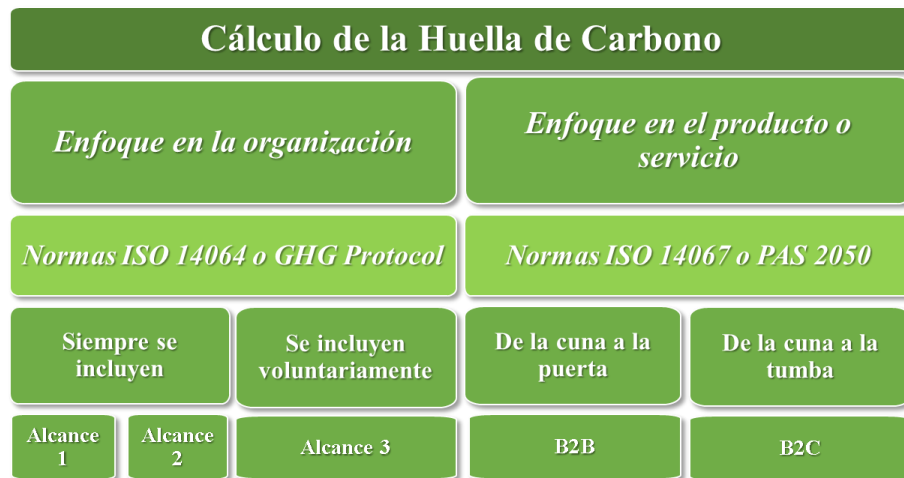 Cálculo de la Huella de Carbono
Enfoque en la organización
Enfoque en el producto o
servicio
Normas ISO 14064 o GHG Protocol
Normas ISO 14067 o PAS 2050
Siempre se
incluyen
Se incluyen
voluntariamente
De la cuna a la
puerta
De la cuna a la
tumba
Alcance
1
Alcance
2
Alcance 3
B2B
B2C